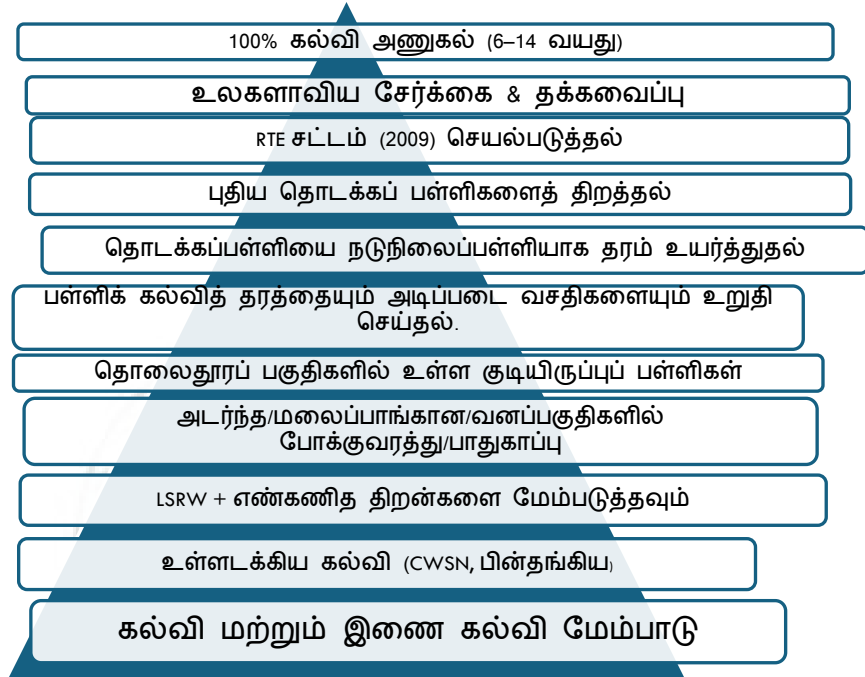 100% கல்வி அணுகல் (6–14 வயது)
உலகளாவிய சேர்க்கை & தக்கவைப்பு
RTE சட்டம் (2009) செயல்படுத்தல்
புதிய தொடக்கப் பள்ளிகளைத் திறத்தல்
தொடக்கப்பள்ளியை நடுநிலைப்பள்ளியாக தரம் உயர்த்துதல்
பள்ளிக் கல்வித் தரத்தையும் அடிப்படை வசதிகளையும் உறுதி
செய்தல்.
தொலைதூரப் பகுதிகளில் உள்ள குடியிருப்புப் பள்ளிகள்
அடர்ந்த/மலைப்பாங்கான/வனப்பகுதிகளில்
போக்குவரத்து/பாதுகாப்பு
LSRW + எண்கணித திறன்களை மேம்படுத்தவும்
உள்ளடக்கிய கல்வி (CWSN, பின்தங்கிய)
கல்வி மற்றும் இணை கல்வி மேம்பாடு